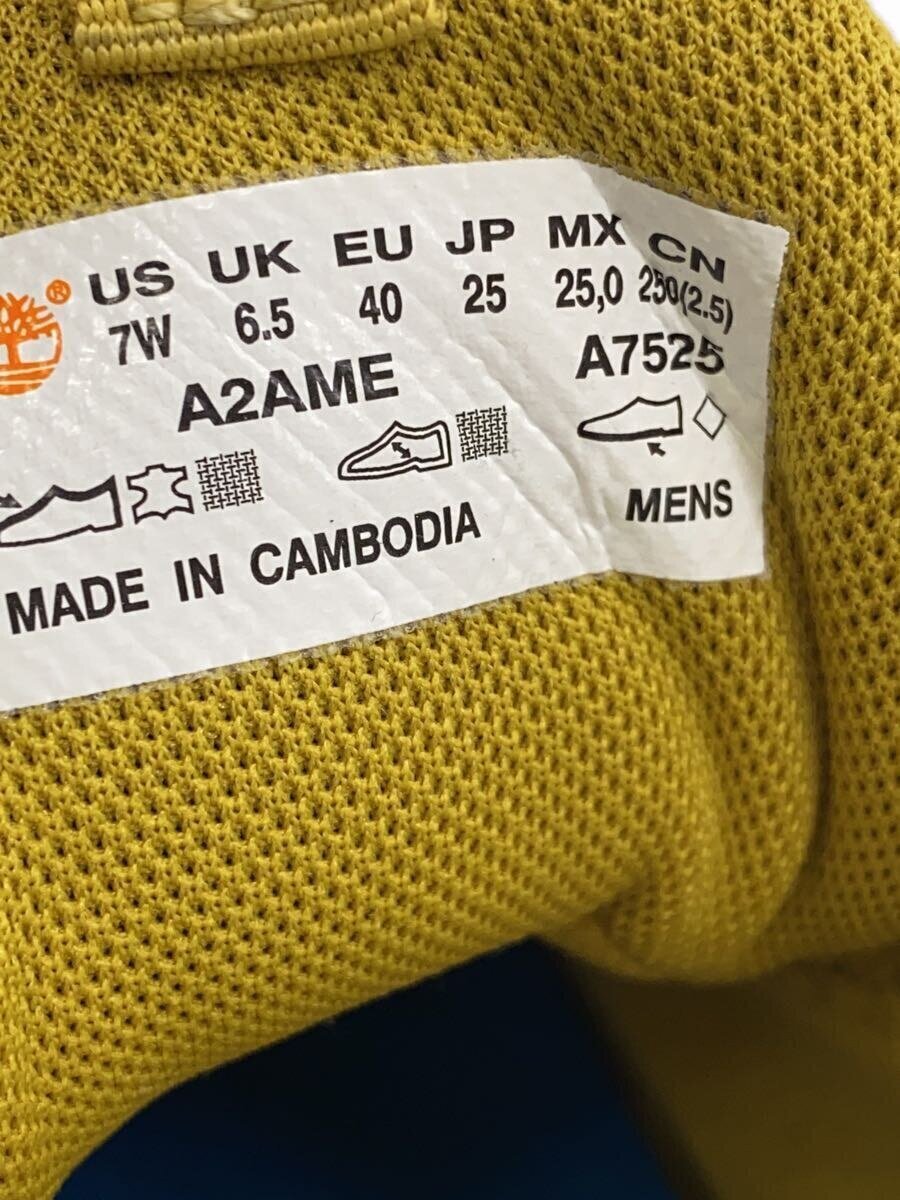 ®
US UK EU JP MX CN
7W 6.5 40 25 25,0 250(2.5)
A2AME A7525
MENS
MADE IN CAMBODIA